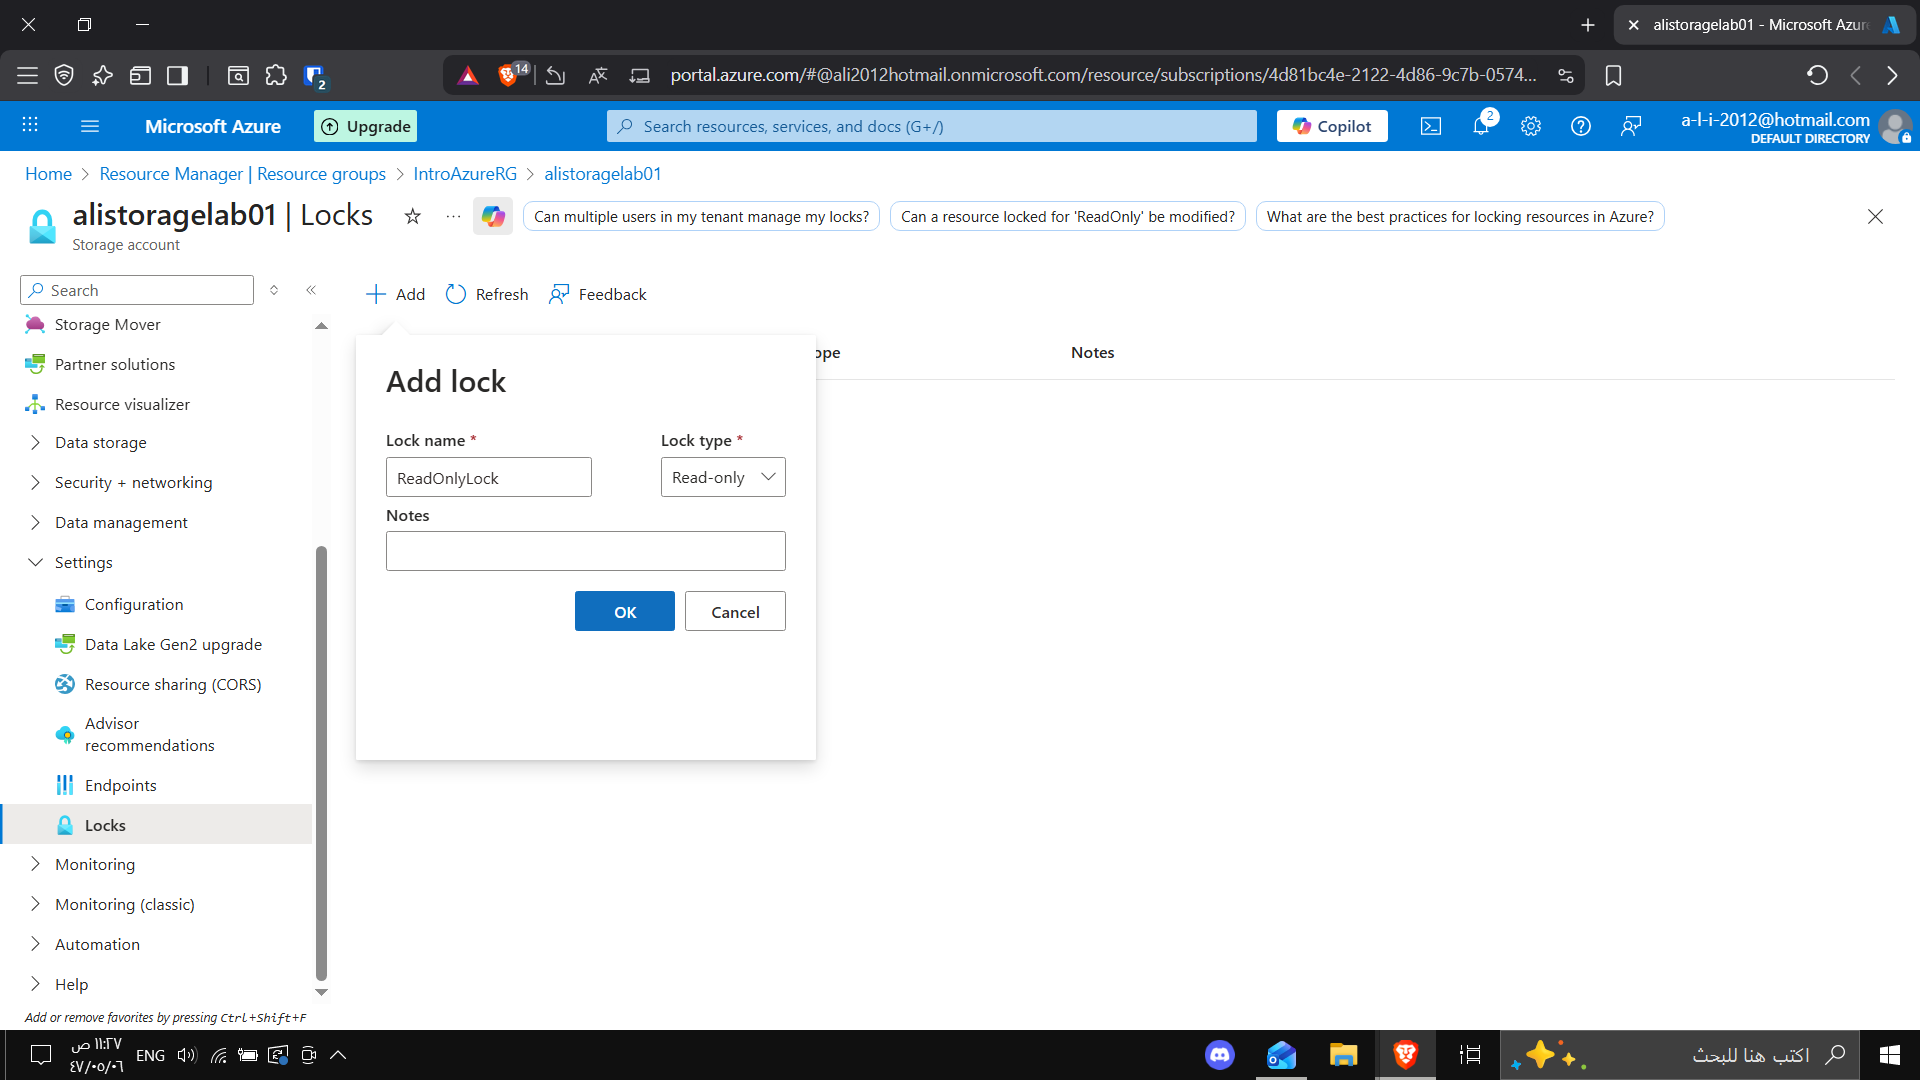 alistoragelab01 - Microsoft Azur
14
2
portal.azure.com/#@ali2012hotmail.onmicrosoft.com/resource/subscriptions/4d81bc4e-2122-4d86-9c7b-0574...
Microsoft Azure
Upgrade
Search resources, services, and docs (G+/)
Copilot
2
a-l-i-2012@hotmail.com
DEFAULT DIRECTORY
Home > Resource Manager | Resource groups > IntroAzureRG > alistoragelab01
alistoragelab01 | Locks
Storage account
Can multiple users in my tenant manage my locks?
Can a resource locked for 'ReadOnly' be modified?
What are the best practices for locking resources in Azure?
Search
Add
Refresh
Feedback
Storage Mover
Partner solutions
Resource visualizer
Data storage
Security + networking
Data management
Settings
Configuration
Data Lake Gen2 upgrade
Resource sharing (CORS)
Advisor
recommendations
Endpoints
Locks
Monitoring
Monitoring (classic)
Automation
Help
Add or remove favorites by pressing Ctrl+Shift+F
ope
Notes
Add lock
Lock name *
Lock type *
ReadOnlyLock
Read-only
Notes
OK
Cancel
١١:٢٧ ص
٤٧/٠٥/٠٦
ENG
اكتب هنا للبحث